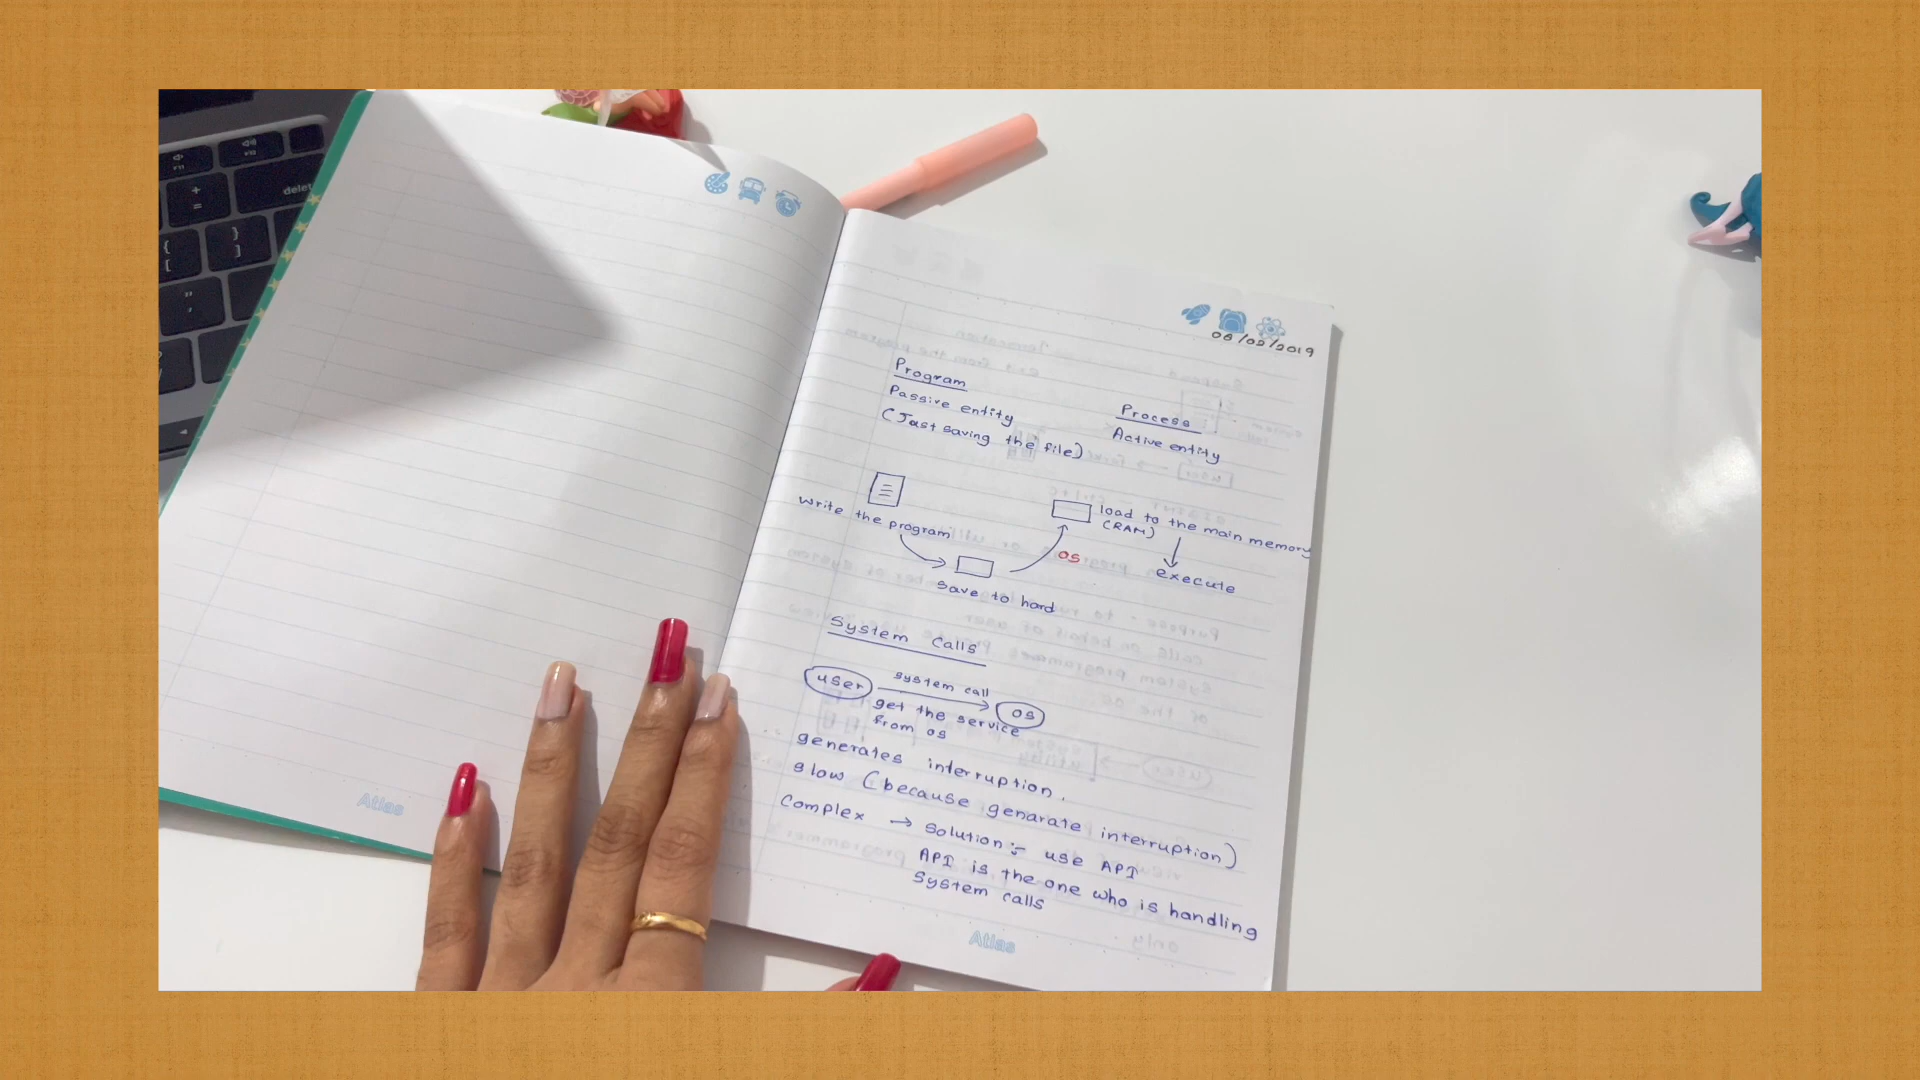 F11
F12
delete
+
=
{
[
}
]
"
'
?
/
08/02/2019
Program
Passive entity
(Just saving the file)
Process
Active entity
write the program
save to hard
OS
load to the main memory
(RAM)
execute
System Calls
user
system call
OS
get the service
from os
generates interruption.
slow (because genarate interruption)
Complex → Solution:- use API
API is the one who is handling
System calls
Atlas
Atlas